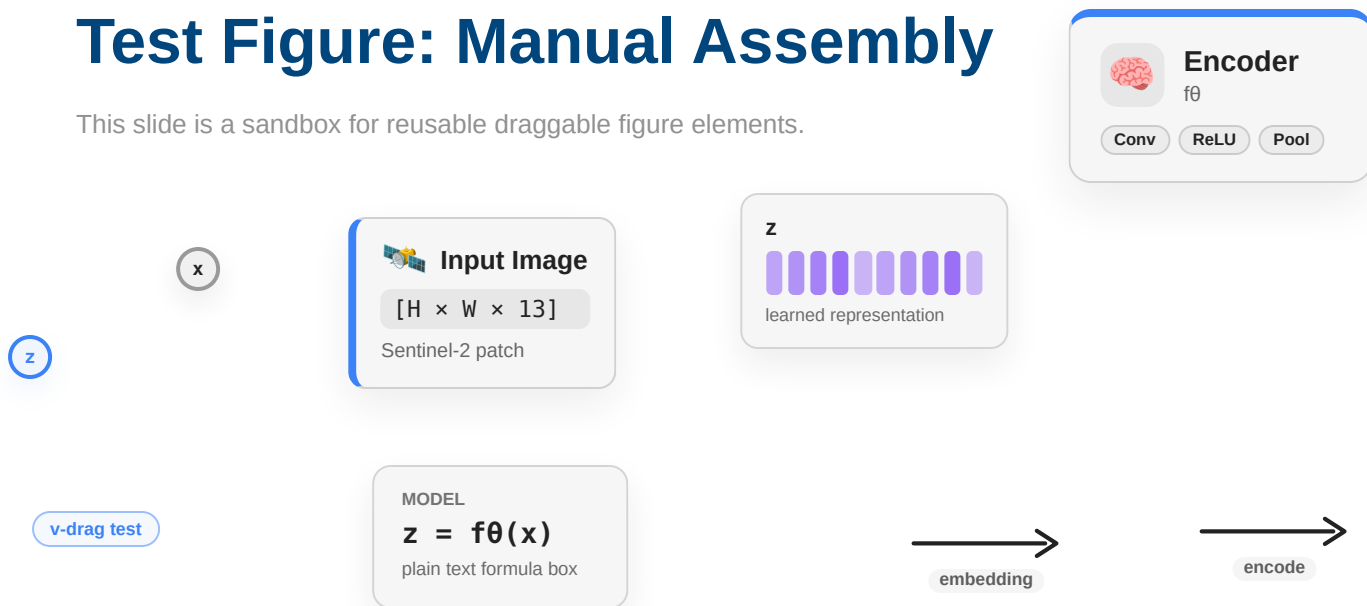 Test Figure: Manual Assembly
This slide is a sandbox for reusable draggable figure elements.
Encoder
fθ
Conv ReLU Pool
x
z
Input Image
[H × W × 13]
Sentinel-2 patch
z
learned representation
v-drag test
MODEL
z = fθ(x)
plain text formula box
embedding
encode